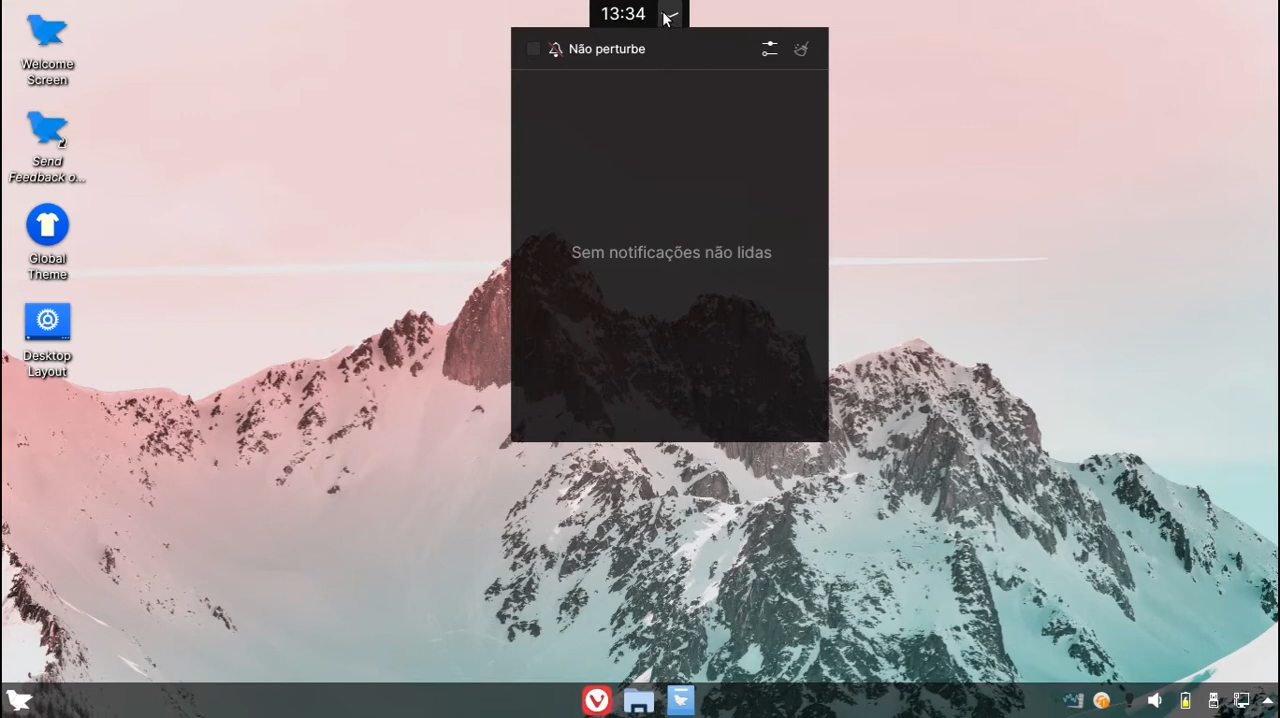 13:34
Não perturbe
Sem notificações não lidas
Welcome
Screen
Send
Feedback o...
Global
Theme
Desktop
Layout